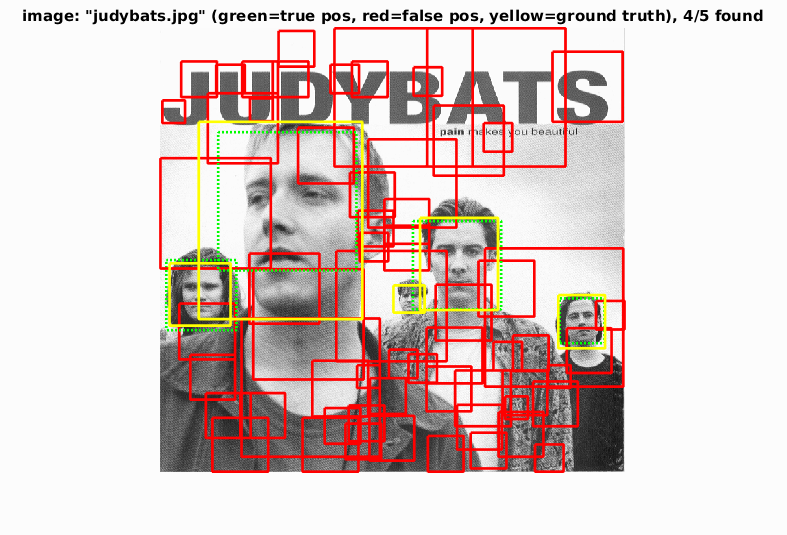 image: "judybats.jpg" (green=true pos, red=false pos, yellow=ground truth), 4/5 found
JUDYBATS
pain makes you beautiful